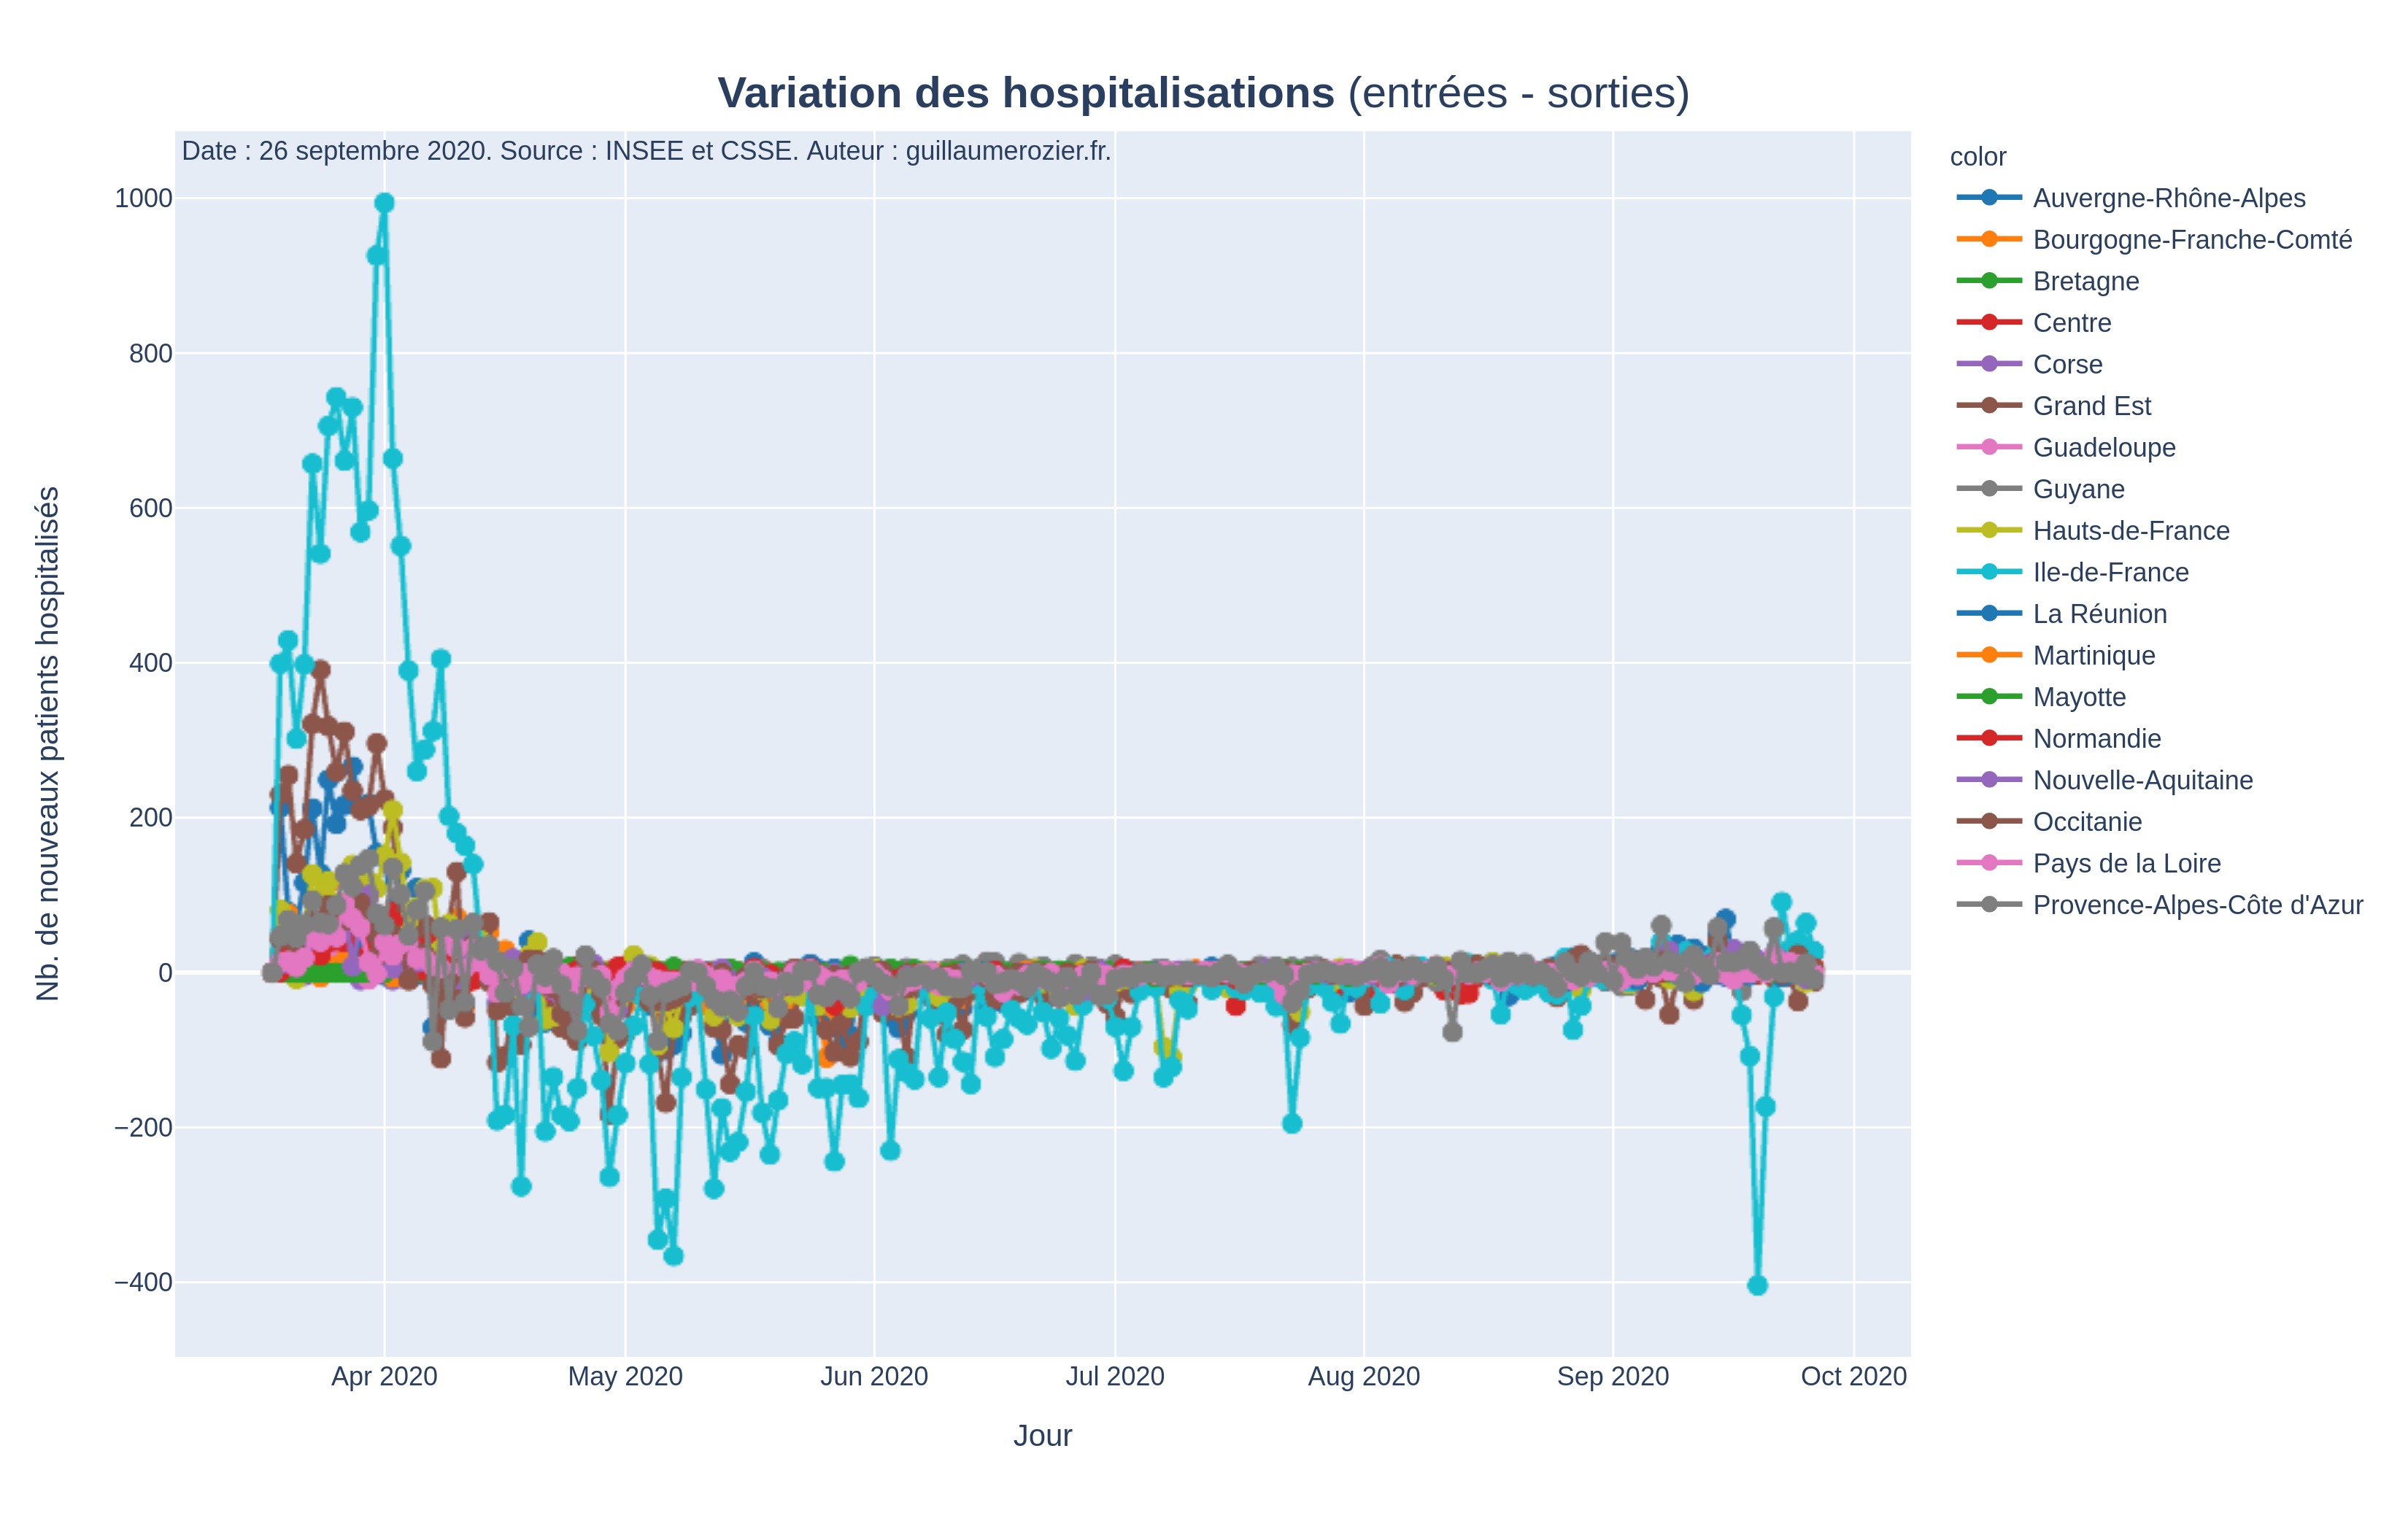 Variation des hospitalisations (entrées - sorties)
Date : 26 septembre 2020. Source : INSEE et CSSE. Auteur : guillaumerozier.fr.
Nb. de nouveaux patients hospitalisés
1000
800
600
400
200
0
−200
−400
Apr 2020
May 2020
Jun 2020
Jul 2020
Aug 2020
Sep 2020
Oct 2020
Jour
color
Auvergne-Rhône-Alpes
Bourgogne-Franche-Comté
Bretagne
Centre
Corse
Grand Est
Guadeloupe
Guyane
Hauts-de-France
Ile-de-France
La Réunion
Martinique
Mayotte
Normandie
Nouvelle-Aquitaine
Occitanie
Pays de la Loire
Provence-Alpes-Côte d'Azur